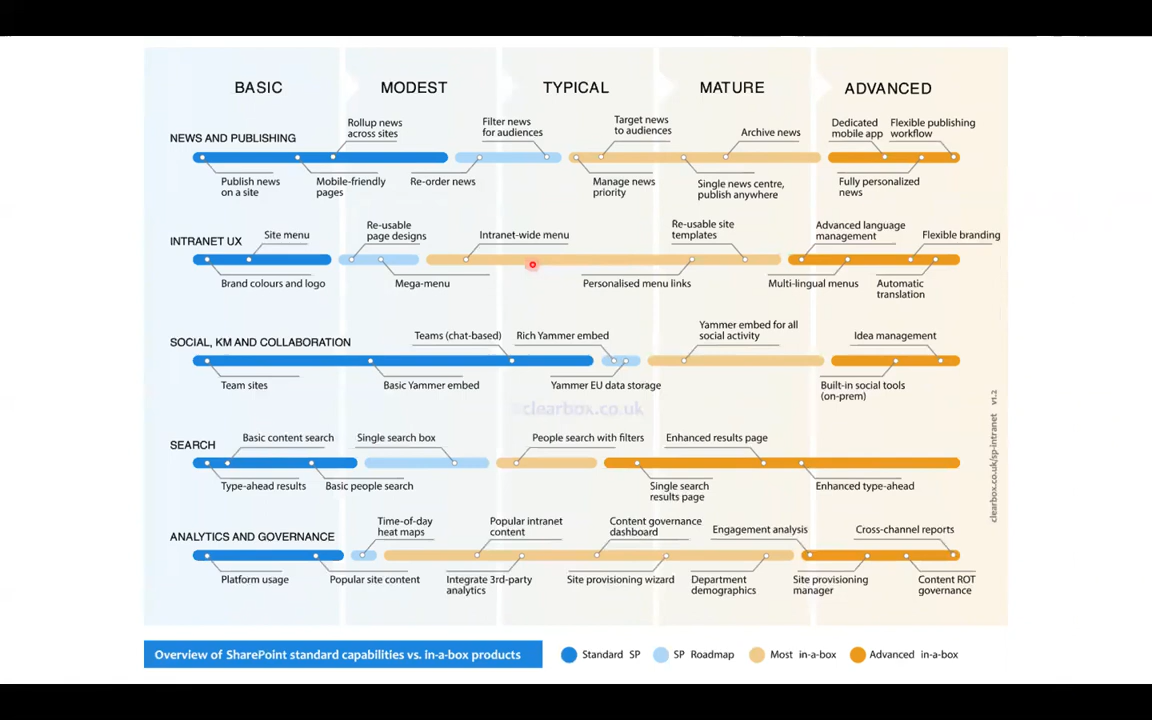 BASIC
MODEST
TYPICAL
MATURE
ADVANCED
NEWS AND PUBLISHING
Rollup news
across sites
Filter news
for audiences
Target news
to audiences
Archive news
Dedicated
mobile app
Flexible publishing
workflow
Publish news
on a site
Mobile-friendly
pages
Re-order news
Manage news
priority
Single news centre,
publish anywhere
Fully personalized
news
INTRANET UX
Site menu
Re-usable
page designs
Intranet-wide menu
Re-usable site
templates
Advanced language
management
Flexible branding
Brand colours and logo
Mega-menu
Personalised menu links
Multi-lingual menus
Automatic
translation
SOCIAL, KM AND COLLABORATION
Teams (chat-based)
Rich Yammer embed
Yammer embed for all
social activity
Idea management
Team sites
Basic Yammer embed
Yammer EU data storage
Built-in social tools
(on-prem)
clearbox.co.uk
SEARCH
Basic content search
Single search box
People search with filters
Enhanced results page
Type-ahead results
Basic people search
Single search
results page
Enhanced type-ahead
ANALYTICS AND GOVERNANCE
Time-of-day
heat maps
Popular intranet
content
Content governance
dashboard
Engagement analysis
Cross-channel reports
Platform usage
Popular site content
Integrate 3rd-party
analytics
Site provisioning wizard
Department
demographics
Site provisioning
manager
Content ROT
governance
clearbox.co.uk/sp-intranet v1.2
Overview of SharePoint standard capabilities vs. in-a-box products
Standard SP
SP Roadmap
Most in-a-box
Advanced in-a-box